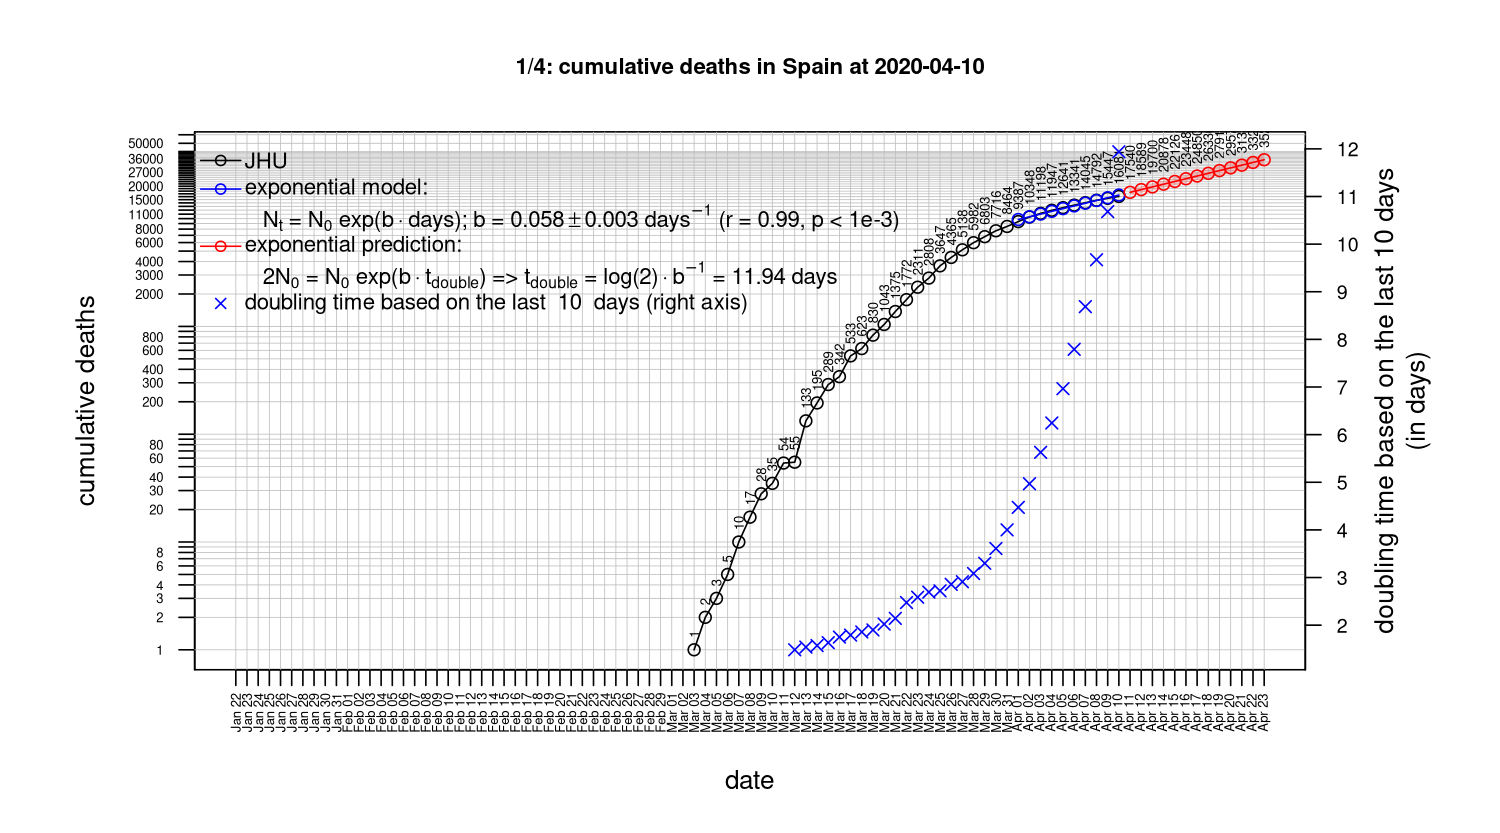 1/4: cumulative deaths in Spain at 2020-04-10
JHU
exponential model:
Nt = N0 exp(b · days); b = 0.058 ± 0.003 days−1 (r = 0.99, p < 1e-3)
exponential prediction:
2N0 = N0 exp(b · tdouble) => tdouble = log(2) · b−1 = 11.94 days
doubling time based on the last 10 days (right axis)
cumulative deaths
50000
36000
27000
20000
15000
11000
8000
6000
4000
3000
2000
800
600
400
300
200
80
60
40
30
20
8
6
4
3
2
1
1
2
3
5
10
17
28
35
54
55
133
195
289
342
533
623
830
1043
1375
1772
2311
2808
3647
4365
5138
5982
6803
7716
8464
9387
10348
11198
11947
12641
13341
14045
14792
15447
17540
18589
19700
20878
22126
23448
24850
12
11
10
9
8
7
6
5
4
3
2
doubling time based on the last 10 days
(in days)
Jan 22
Jan 23
Jan 24
Jan 25
Jan 26
Jan 27
Jan 28
Jan 29
Jan 30
Jan 31
Feb 01
Feb 02
Feb 03
Feb 04
Feb 05
Feb 06
Feb 07
Feb 08
Feb 09
Feb 10
Feb 11
Feb 12
Feb 13
Feb 14
Feb 15
Feb 16
Feb 17
Feb 18
Feb 19
Feb 20
Feb 21
Feb 22
Feb 23
Feb 24
Feb 25
Feb 26
Feb 27
Feb 28
Feb 29
Mar 01
Mar 02
Mar 03
Mar 04
Mar 05
Mar 06
Mar 07
Mar 08
Mar 09
Mar 10
Mar 11
Mar 12
Mar 13
Mar 14
Mar 15
Mar 16
Mar 17
Mar 18
Mar 19
Mar 20
Mar 21
Mar 22
Mar 23
Mar 24
Mar 25
Mar 26
Mar 27
Mar 28
Mar 29
Mar 30
Mar 31
Apr 01
Apr 02
Apr 03
Apr 04
Apr 05
Apr 06
Apr 07
Apr 08
Apr 09
Apr 10
Apr 11
Apr 12
Apr 13
Apr 14
Apr 15
Apr 16
Apr 17
Apr 18
Apr 19
Apr 20
Apr 21
Apr 22
Apr 23
date